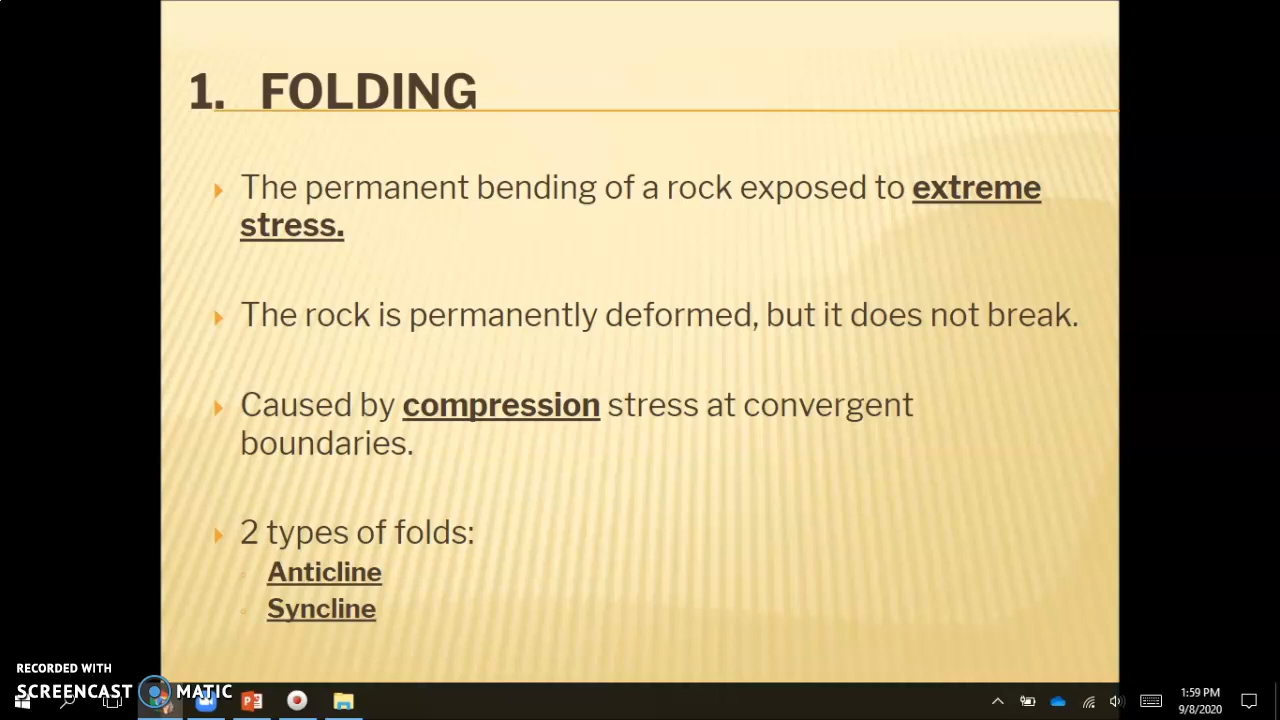 1. FOLDING
The permanent bending of a rock exposed to extreme
stress.
The rock is permanently deformed, but it does not break.
Caused by compression stress at convergent
boundaries.
2 types of folds:
Anticline
Syncline
RECORDED WITH
SCREENCAST MATIC
1:59 PM
9/8/2020